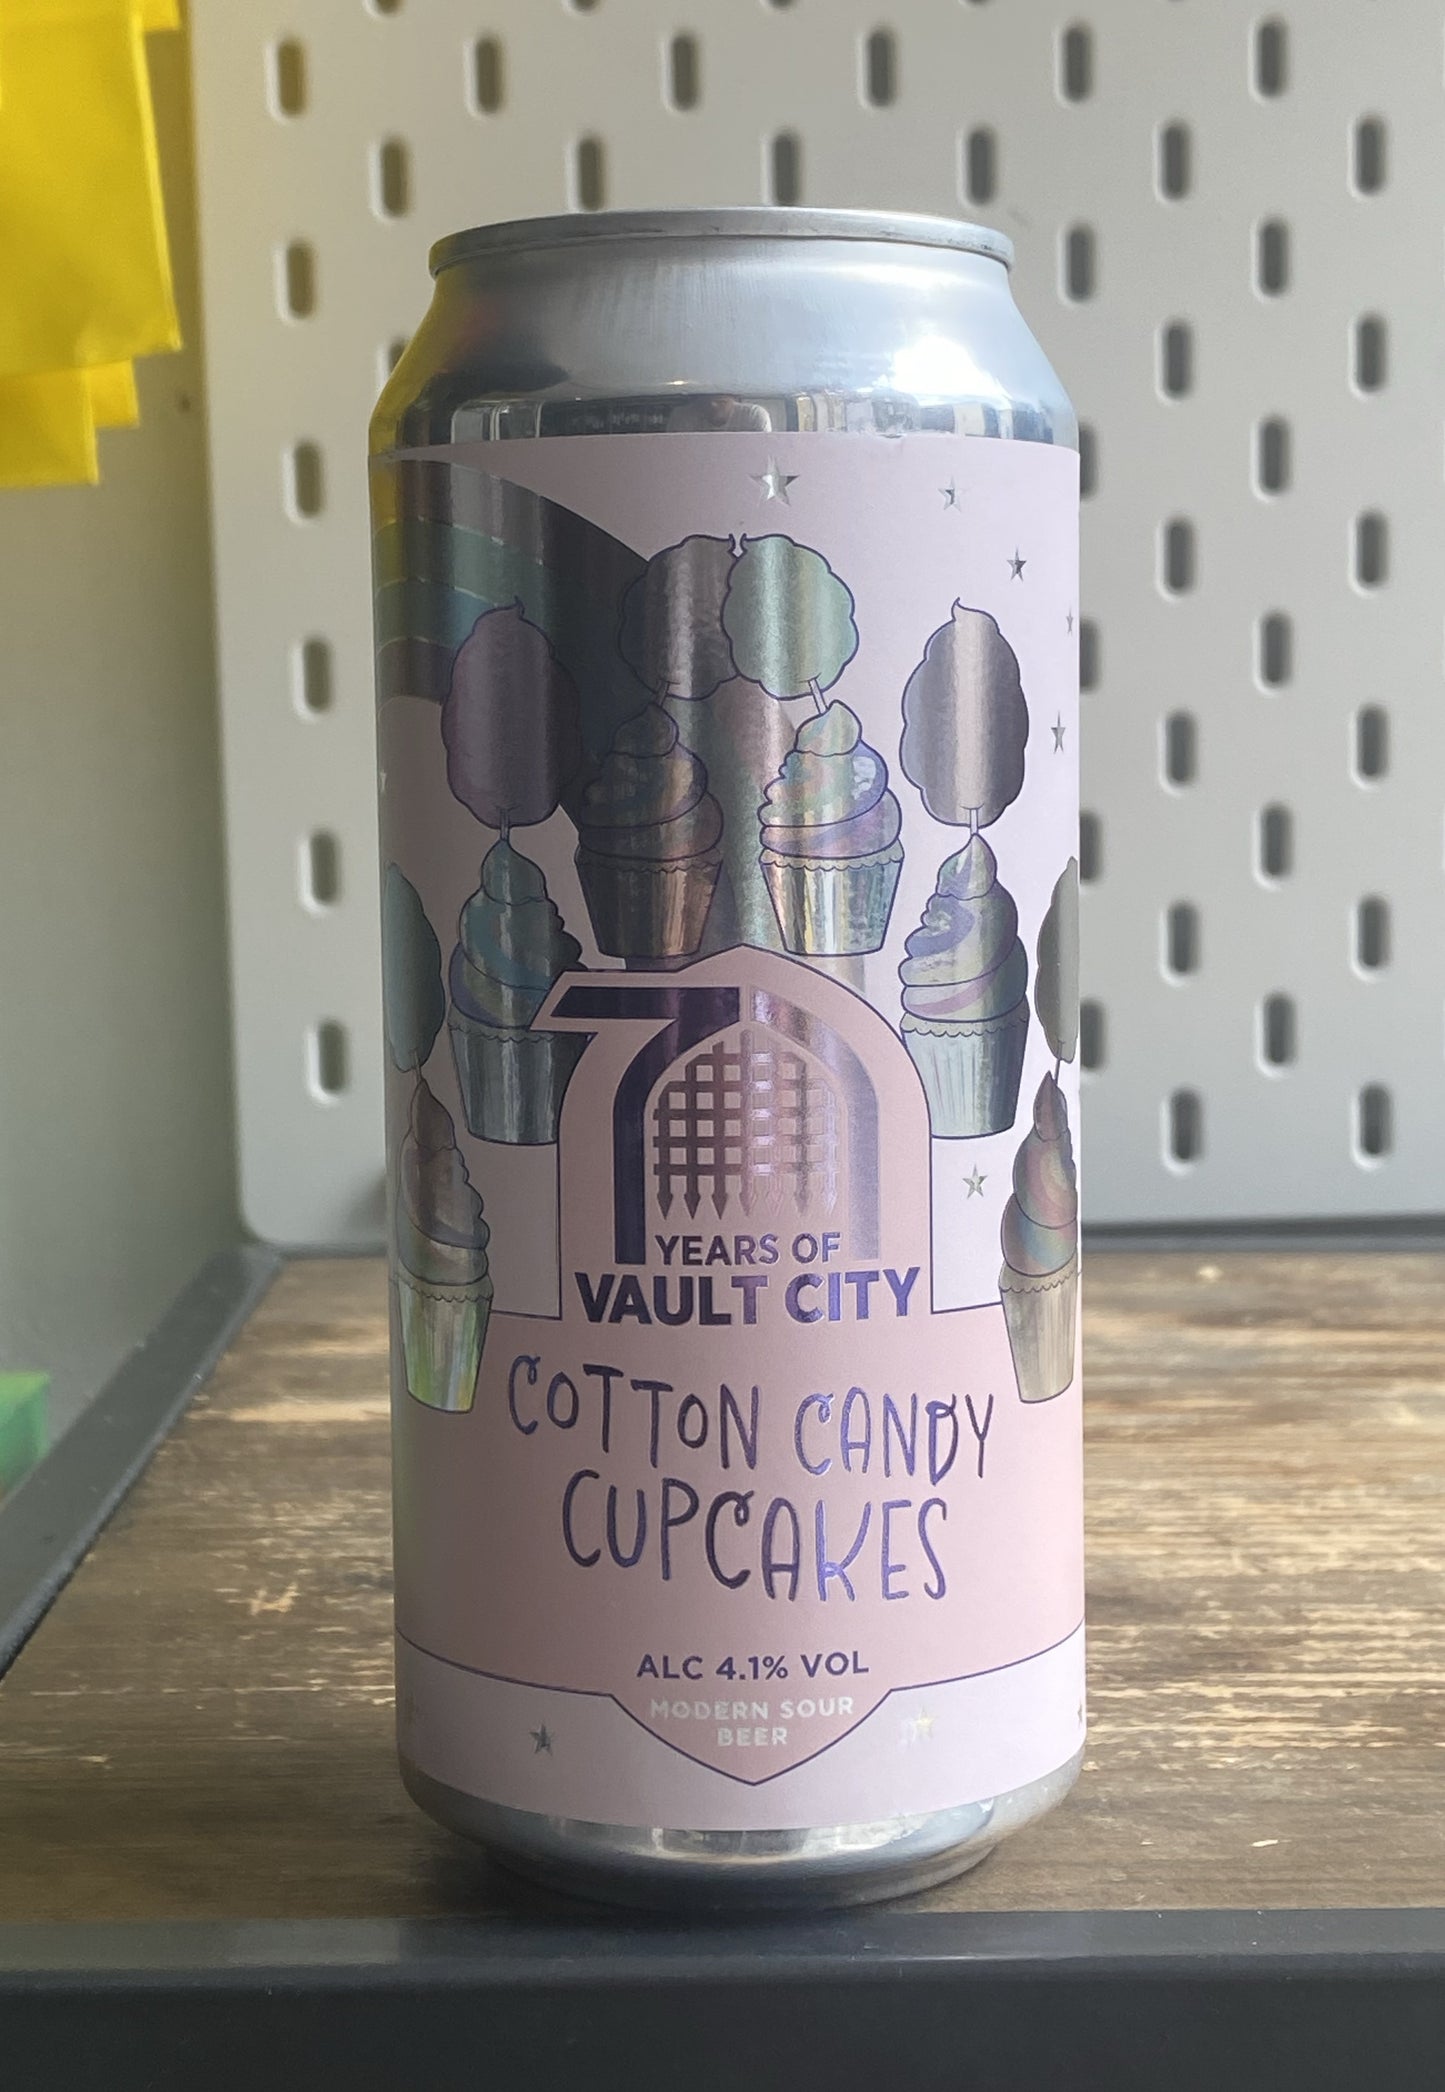 7
YEARS OF
VAULT CITY
COTTON CANDY
CUPCAKES
ALC 4.1% VOL
MODERN SOUR
BEER